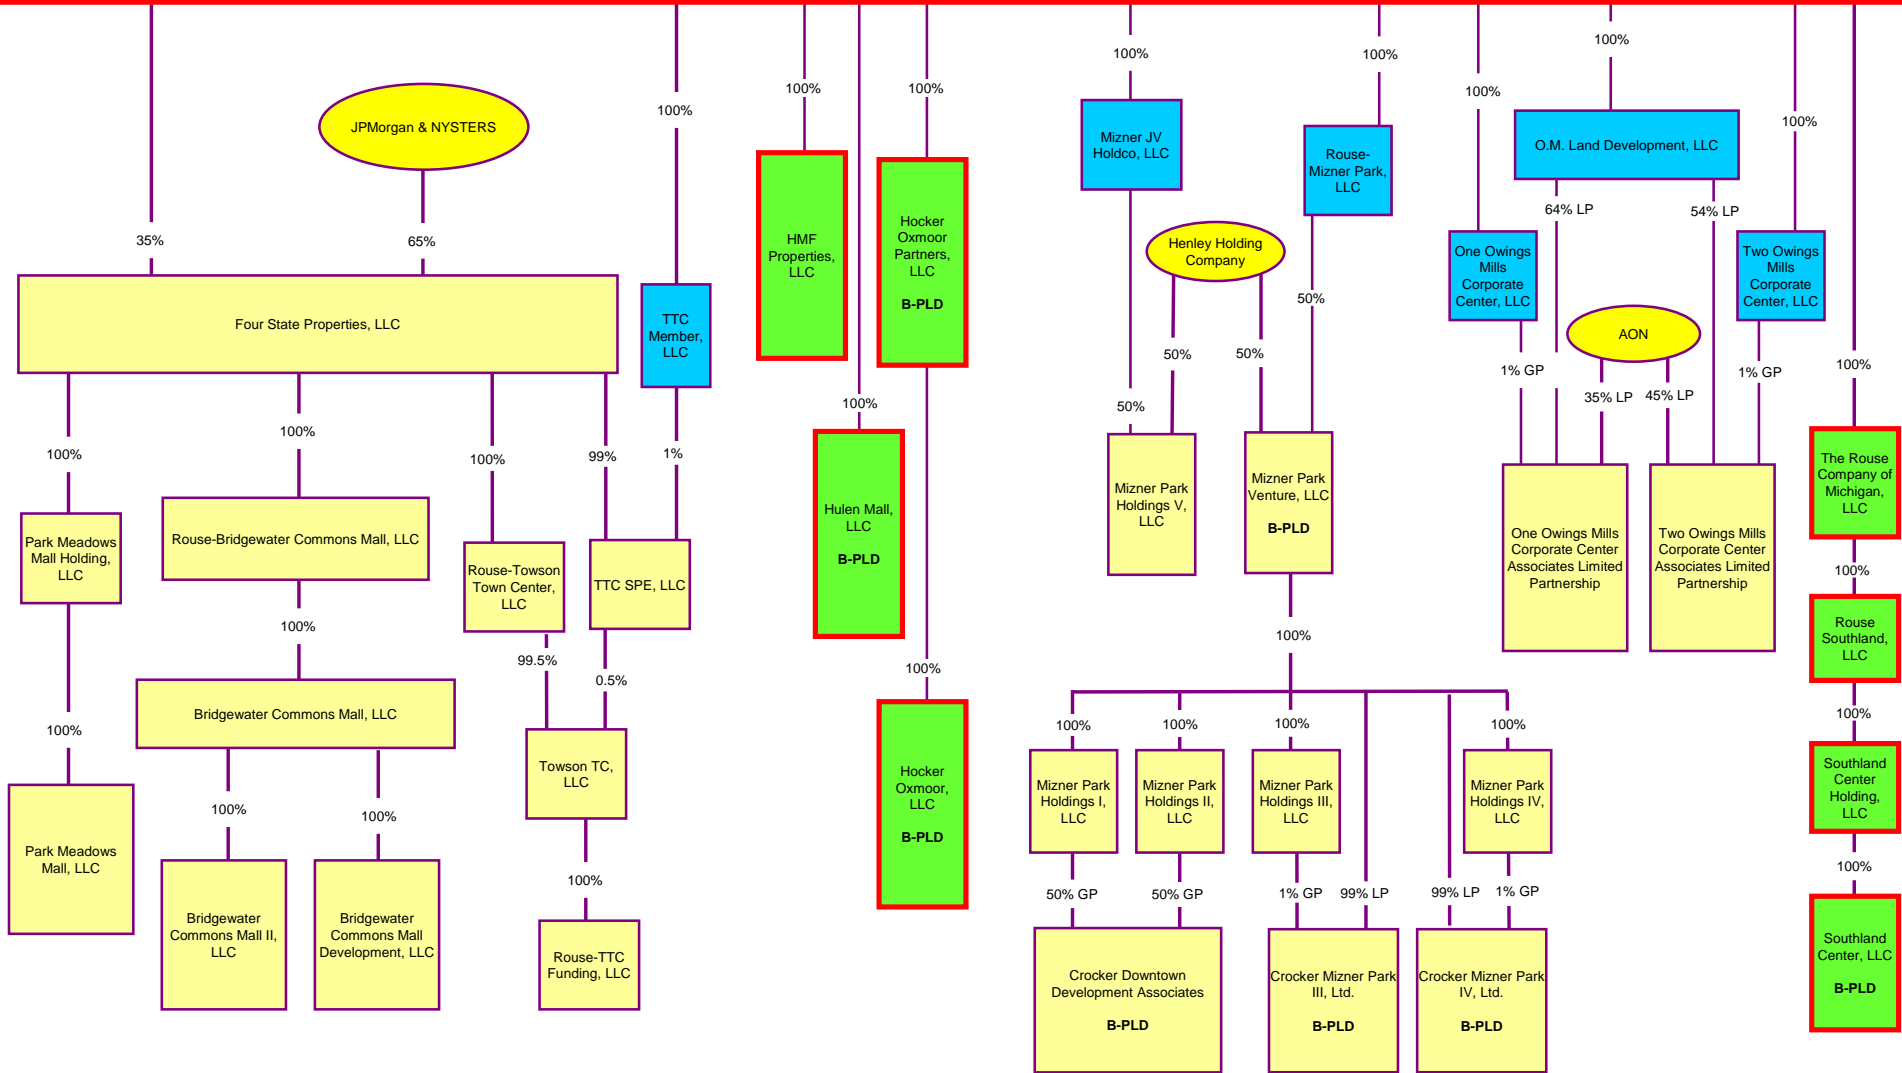 100%
100%
100%
100%
100%
100%
100%
100%
100%
JPMorgan & NYSTERS
Mizner JV
Holdco, LLC
Rouse-
Mizner Park,
LLC
O.M. Land Development, LLC
35%
65%
HMF
Properties,
LLC
Hocker
Oxmoor
Partners,
LLC
B-PLD
Henley Holding
Company
64% LP
54% LP
One Owings
Mills
Corporate
Center, LLC
Two Owings
Mills
Corporate
Center, LLC
Four State Properties, LLC
TTC
Member,
LLC
50%
50%
50%
AON
1% GP
35% LP
45% LP
1% GP
100%
100%
50%
100%
100%
100%
99%
1%
Hulen Mall,
LLC
B-PLD
Mizner Park
Holdings V,
LLC
Mizner Park
Venture, LLC
B-PLD
The Rouse
Company of
Michigan,
LLC
Park Meadows
Mall Holding,
LLC
Rouse-Bridgewater Commons Mall, LLC
Rouse-Towson
Town Center,
LLC
TTC SPE, LLC
One Owings Mills
Corporate Center
Associates Limited
Partnership
Two Owings Mills
Corporate Center
Associates Limited
Partnership
100%
100%
99.5%
0.5%
100%
100%
Rouse
Southland,
LLC
Bridgewater Commons Mall, LLC
100%
100%
100%
100%
100%
100%
100%
Towson TC,
LLC
Hocker
Oxmoor,
LLC
B-PLD
Mizner Park
Holdings I,
LLC
Mizner Park
Holdings II,
LLC
Mizner Park
Holdings III,
LLC
Mizner Park
Holdings IV,
LLC
Southland
Center
Holding,
LLC
100%
100%
Park Meadows
Mall, LLC
100%
50% GP
50% GP
1% GP
99% LP
99% LP
1% GP
100%
Bridgewater
Commons Mall II,
LLC
Bridgewater
Commons Mall
Development, LLC
Rouse-TTC
Funding, LLC
Crocker Downtown
Development Associates
B-PLD
Crocker Mizner Park
III, Ltd.
B-PLD
Crocker Mizner Park
IV, Ltd.
B-PLD
Southland
Center, LLC
B-PLD